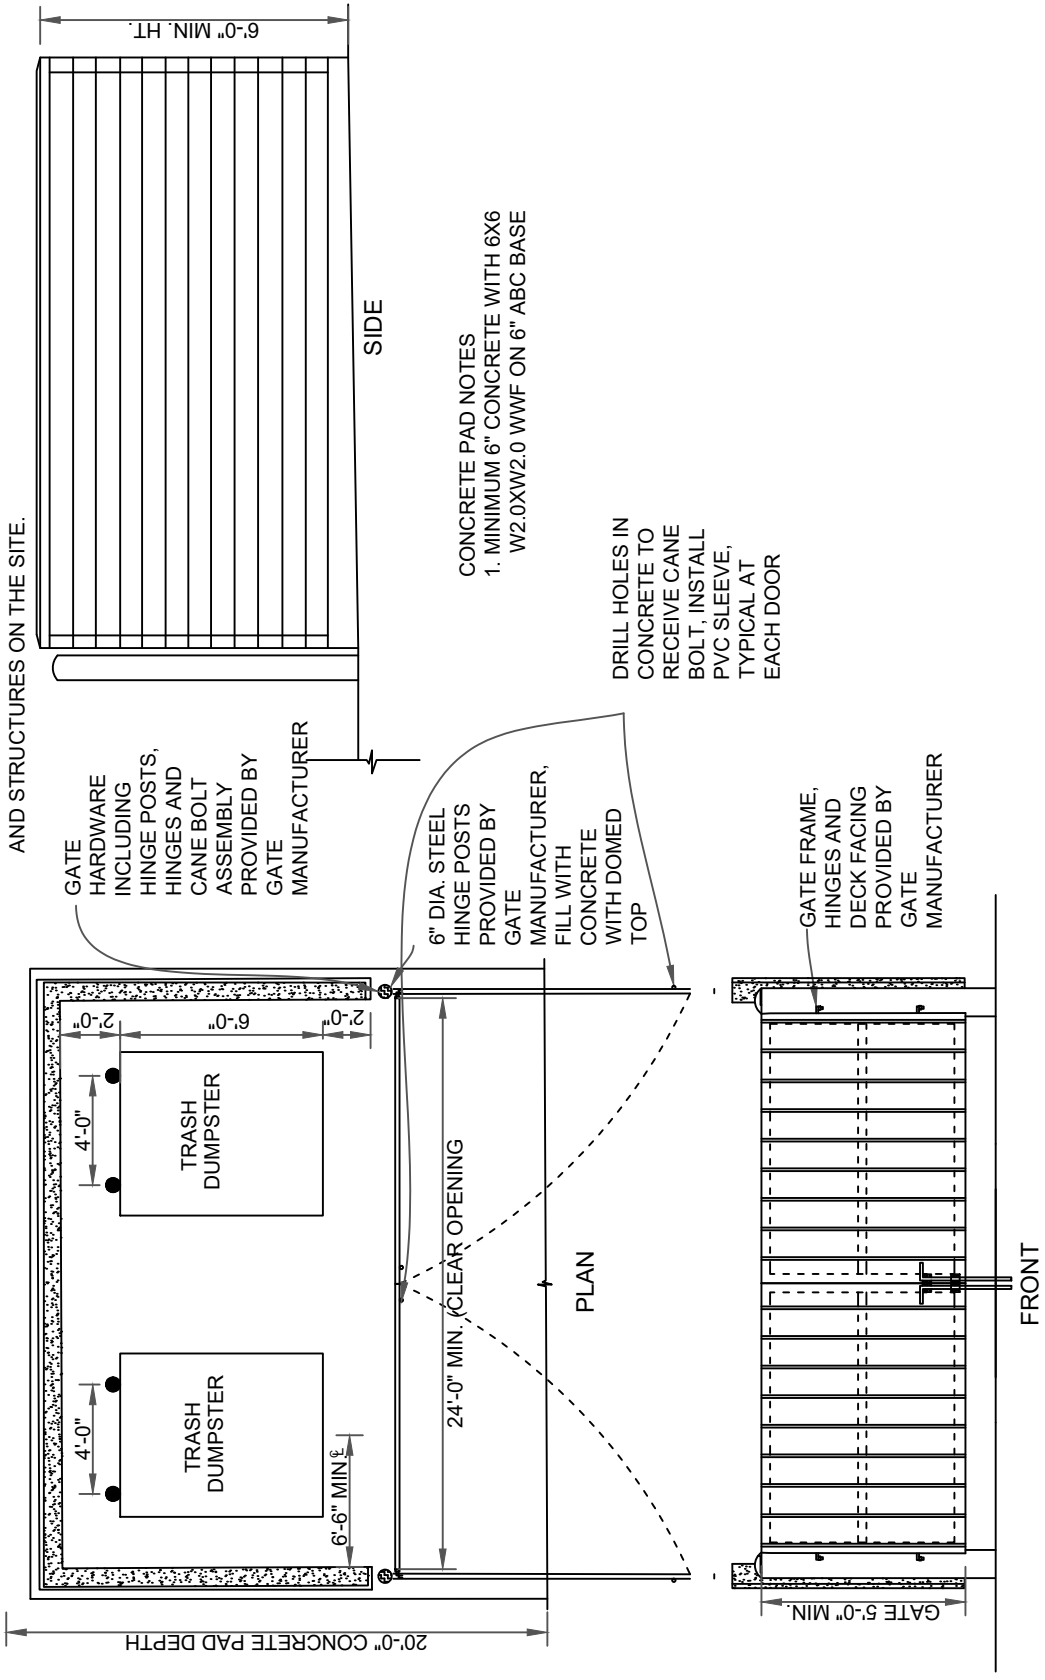 AND STRUCTURES ON THE SITE.
6'-0" MIN. HT.
SIDE
CONCRETE PAD NOTES
1. MINIMUM 6" CONCRETE WITH 6X6
W2.0XW2.0 WWF ON 6" ABC BASE
GATE
HARDWARE
INCLUDING
HINGE POSTS,
HINGES AND
CANE BOLT
ASSEMBLY
PROVIDED BY
GATE
MANUFACTURER
6" DIA. STEEL
HINGE POSTS
PROVIDED BY
GATE
MANUFACTURER,
FILL WITH
CONCRETE
WITH DOMED
TOP
DRILL HOLES IN
CONCRETE TO
RECEIVE CANE
BOLT, INSTALL
PVC SLEEVE,
TYPICAL AT
EACH DOOR
20'-0" CONCRETE PAD DEPTH
4'-0"
TRASH
DUMPSTER
4'-0"
TRASH
DUMPSTER
2'-0"
6'-0"
2'-0"
6'-6" MIN. ℄
24'-0" MIN. (CLEAR OPENING
PLAN
GATE FRAME,
HINGES AND
DECK FACING
PROVIDED BY
GATE
MANUFACTURER
GATE 5'-0" MIN.
FRONT